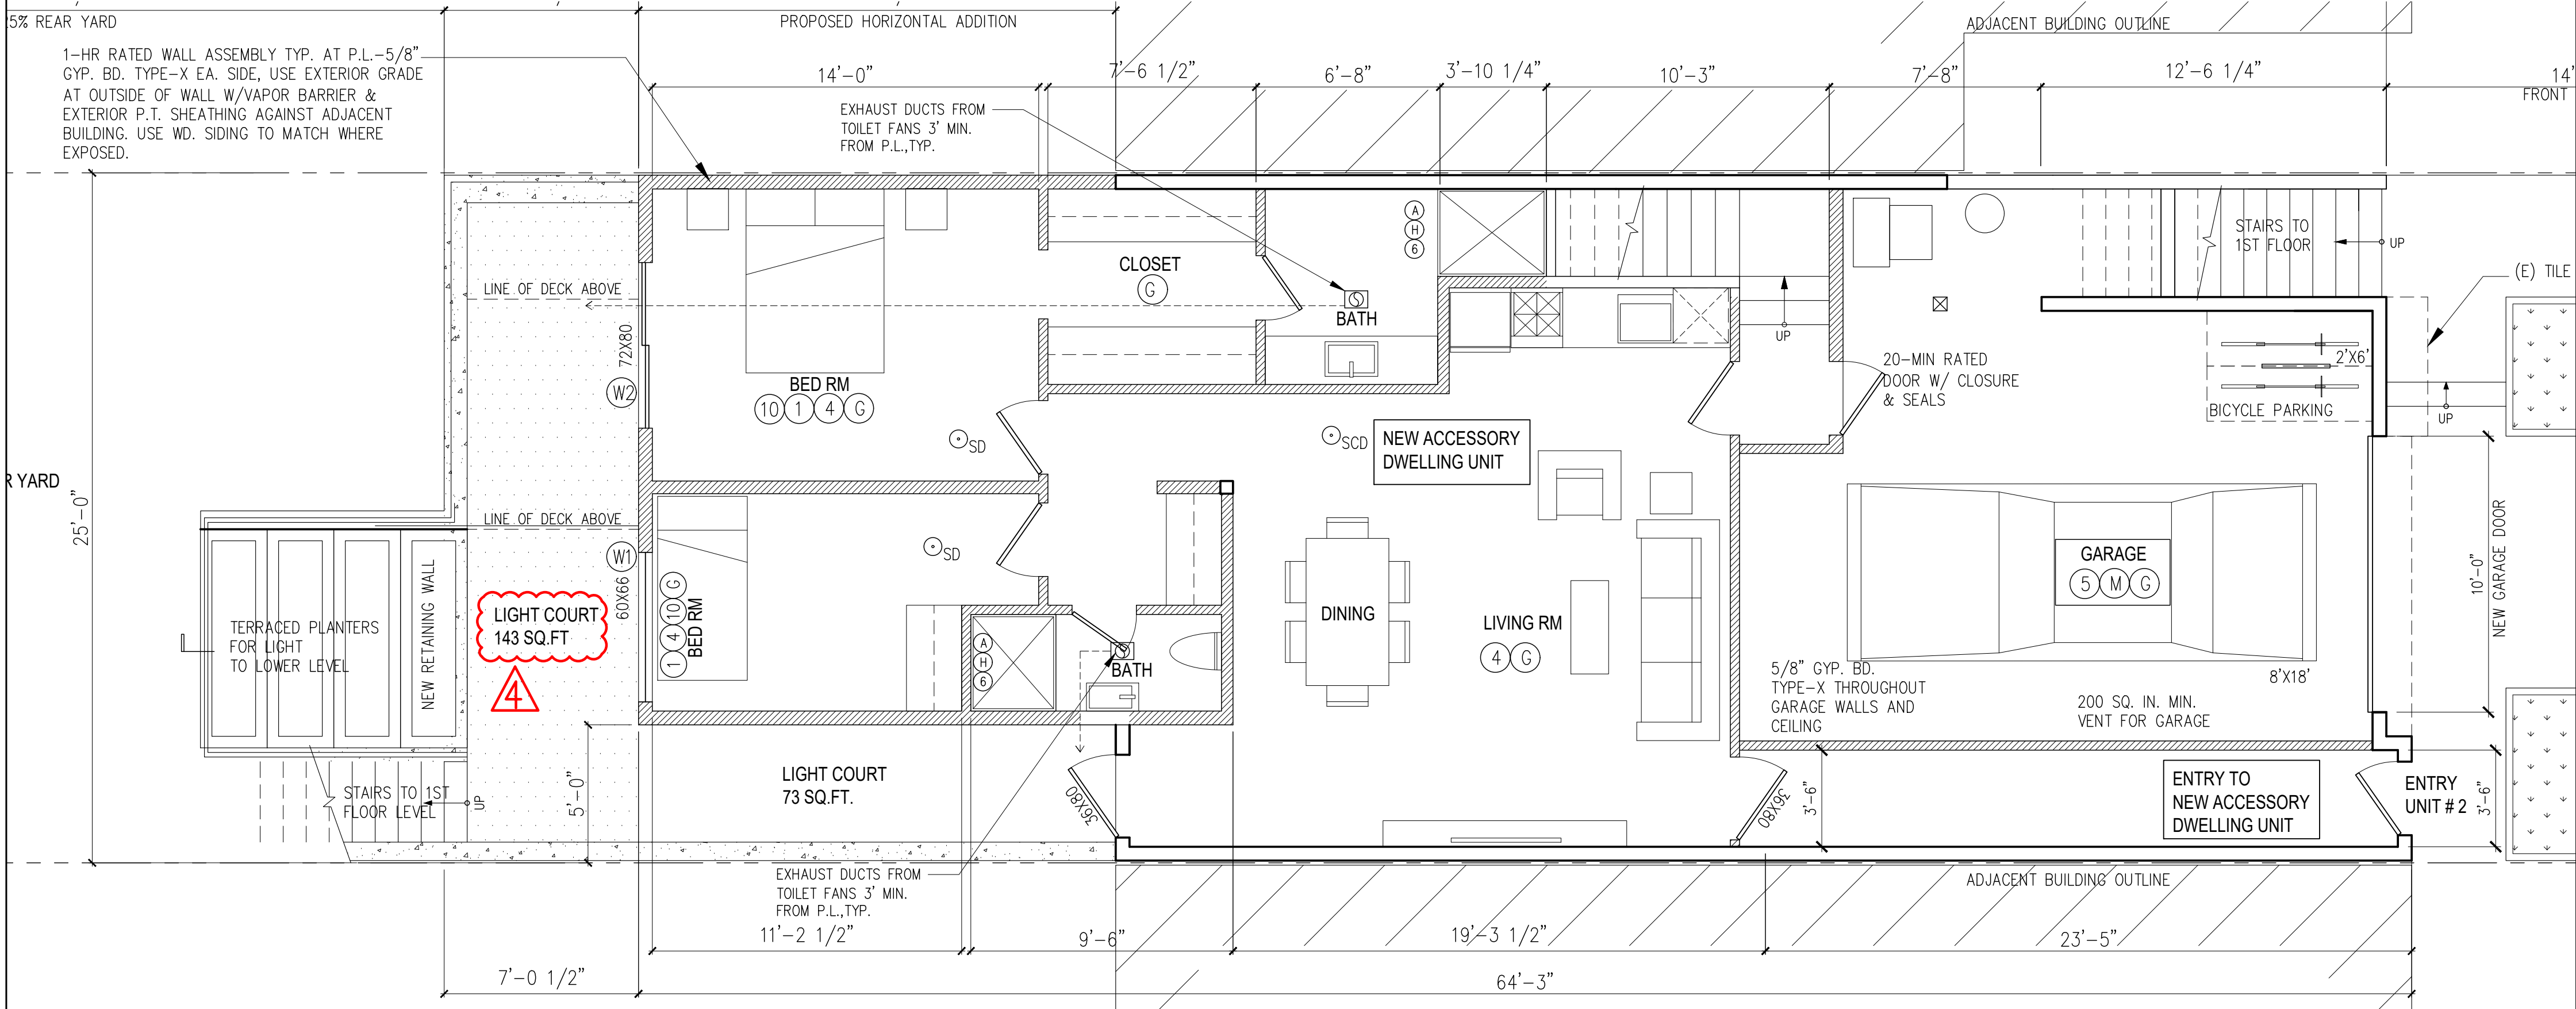 5% REAR YARD
PROPOSED HORIZONTAL ADDITION
ADJACENT BUILDING OUTLINE
1-HR RATED WALL ASSEMBLY TYP. AT P.L.-5/8"
GYP. BD. TYPE-X EA. SIDE, USE EXTERIOR GRADE
AT OUTSIDE OF WALL W/VAPOR BARRIER &
EXTERIOR P.T. SHEATHING AGAINST ADJACENT
BUILDING. USE WD. SIDING TO MATCH WHERE
EXPOSED.
14'-0"
7'-6 1/2"
6'-8"
3'-10 1/4"
10'-3"
7'-8"
12'-6 1/4"
14'
FRONT
EXHAUST DUCTS FROM
TOILET FANS 3' MIN.
FROM P.L.,TYP.
CLOSET
G
A
H
6
BATH
STAIRS TO
1ST FLOOR
UP
(E) TILE
LINE OF DECK ABOVE
72X80
W2
BED RM
10 1 4 G
SD
UP
20-MIN RATED
DOOR W/ CLOSURE
& SEALS
2'X6'
BICYCLE PARKING
UP
SCD
NEW ACCESSORY
DWELLING UNIT
R YARD
25'-0"
LINE OF DECK ABOVE
W1
60X66
SD
1 4 10 G
BED RM
TERRACED PLANTERS
FOR LIGHT
TO LOWER LEVEL
NEW RETAINING WALL
LIGHT COURT
143 SQ.FT
4
A
H
6
BATH
DINING
LIVING RM
4 G
GARAGE
5 M G
8'X18'
10'-0"
NEW GARAGE DOOR
5/8" GYP. BD.
TYPE-X THROUGHOUT
GARAGE WALLS AND
CEILING
200 SQ. IN. MIN.
VENT FOR GARAGE
STAIRS TO 1ST
FLOOR LEVEL
UP
5'-0"
LIGHT COURT
73 SQ.FT.
36X80
36X80
3'-6"
ENTRY TO
NEW ACCESSORY
DWELLING UNIT
ENTRY
UNIT # 2
3'-6"
EXHAUST DUCTS FROM
TOILET FANS 3' MIN.
FROM P.L.,TYP.
ADJACENT BUILDING OUTLINE
11'-2 1/2"
9'-6"
19'-3 1/2"
23'-5"
7'-0 1/2"
64'-3"